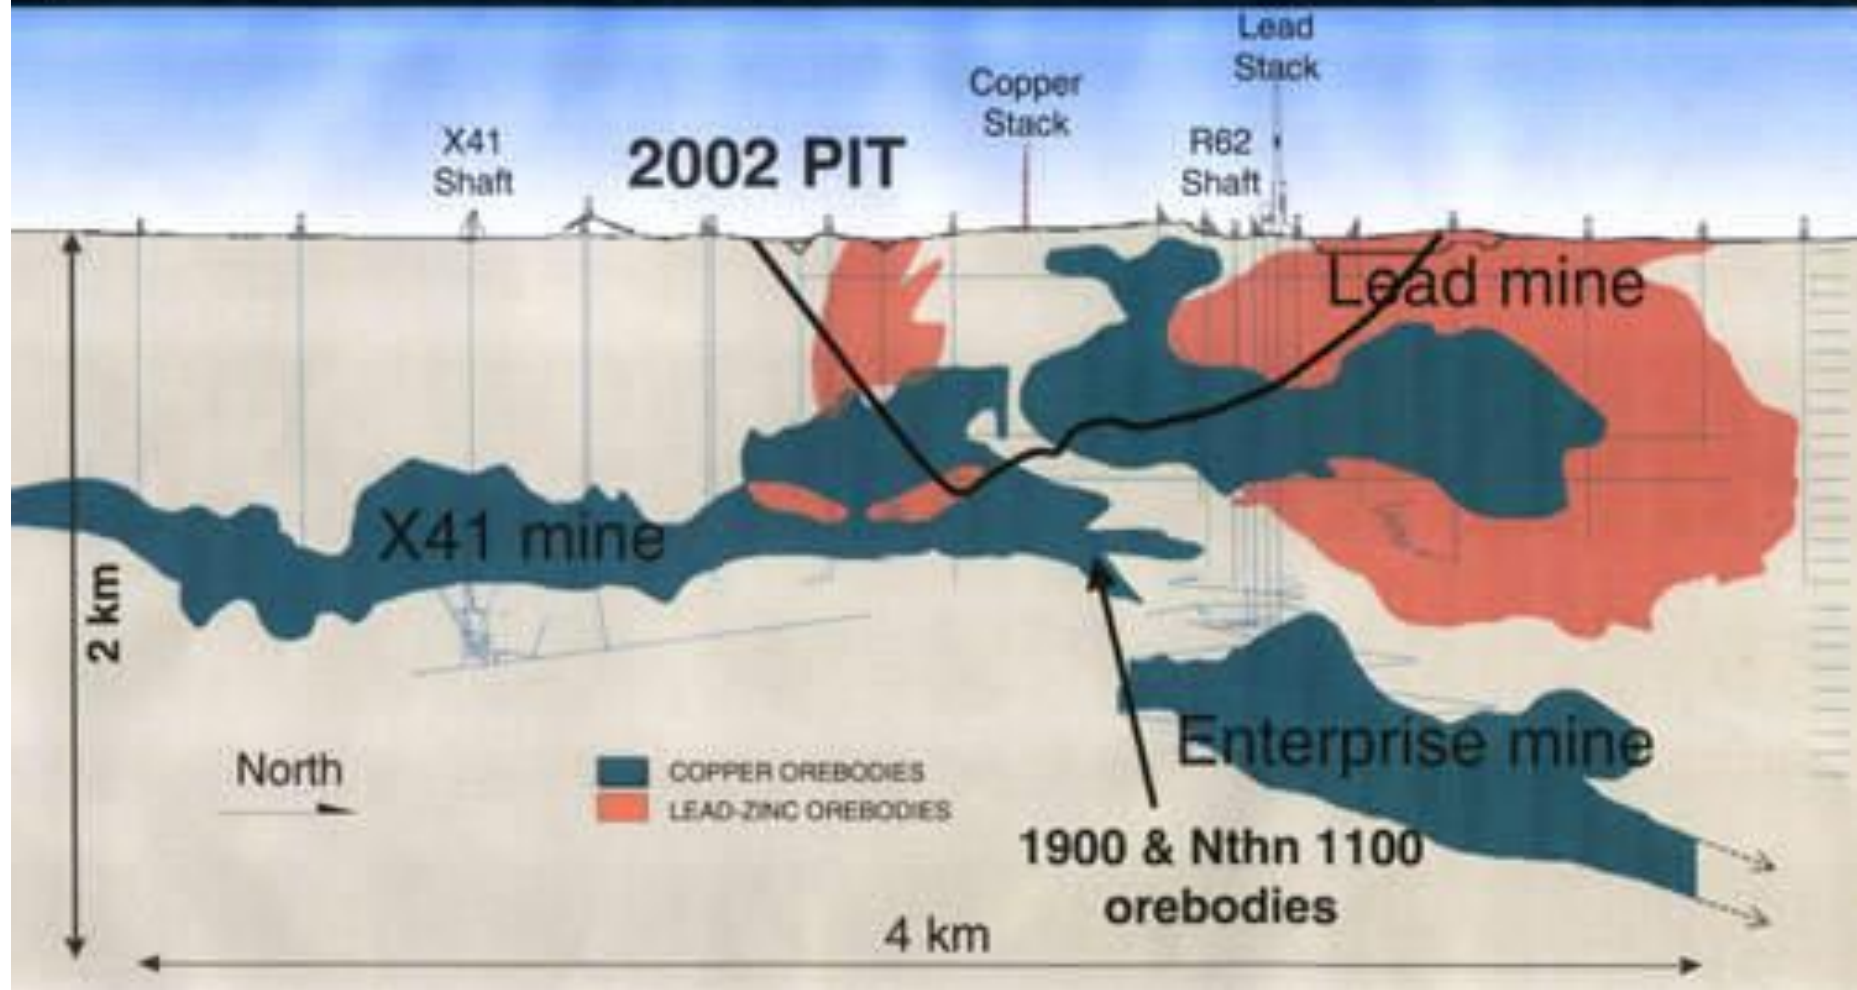 Lead
Stack
Copper
Stack
X41
Shaft
2002 PIT
R62
Shaft
Lead mine
X41 mine
2 km
Enterprise mine
North
COPPER OREBODIES
LEAD-ZINC OREBODIES
1900 & Nthn 1100
orebodies
4 km